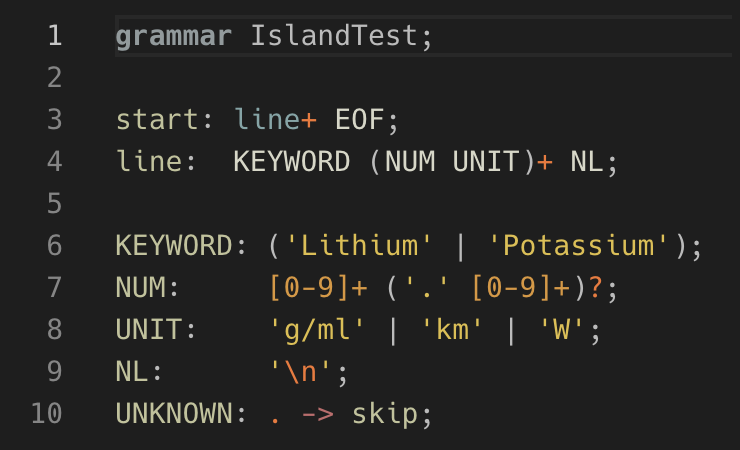 1 grammar IslandTest;
2
3 start: line+ EOF;
4 line:  KEYWORD (NUM UNIT)+ NL;
5
6 KEYWORD: ('Lithium' | 'Potassium');
7 NUM:     [0-9]+ ('.' [0-9]+)?;
8 UNIT:    'g/ml' | 'km' | 'W';
9 NL:      '\n';
10 UNKNOWN: . -> skip;